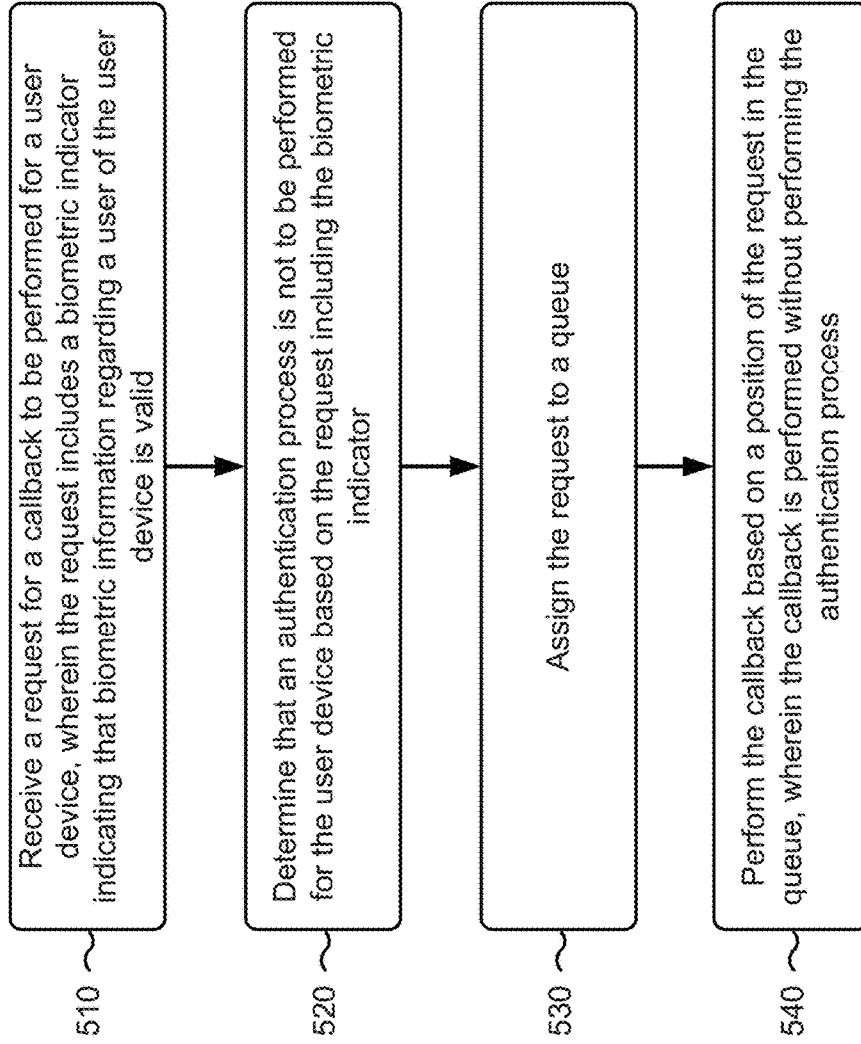 510
Receive a request for a callback to be performed for a user
device, wherein the request includes a biometric indicator
indicating that biometric information regarding a user of the user
device is valid
520
Determine that an authentication process is not to be performed
for the user device based on the request including the biometric
indicator
530
Assign the request to a queue
540
Perform the callback based on a position of the request in the
queue, wherein the callback is performed without performing the
authentication process